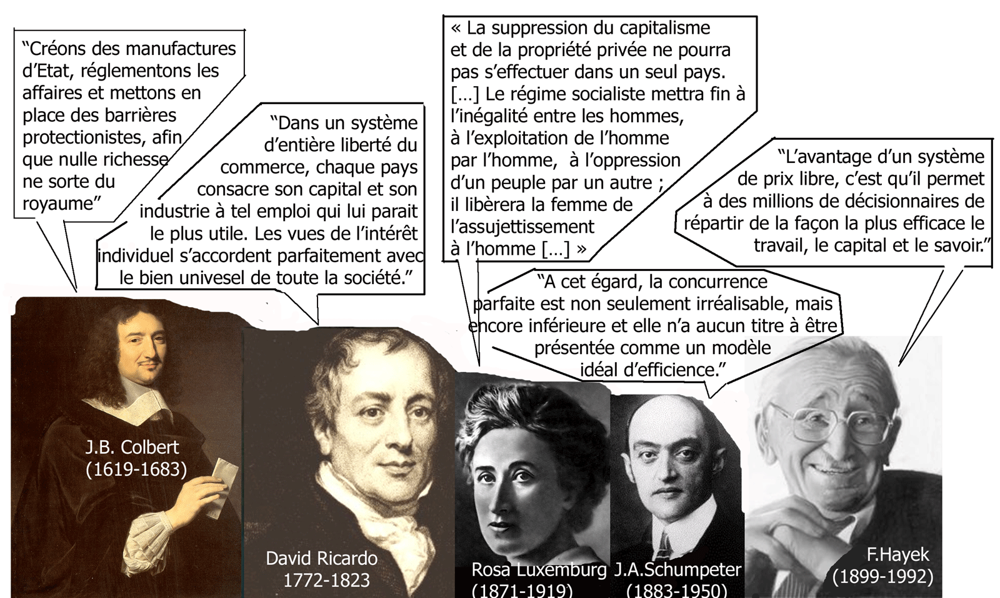 “Créons des manufactures
d’Etat, réglementons les
affaires et mettons en
place des barrières
protectionistes, afin
que nulle richesse
ne sorte du
royaume”
“Dans un système
d’entière liberté du
commerce, chaque pays
consacre son capital et son
industrie à tel emploi qui lui parait
le plus utile. Les vues de l’intérêt
individuel s’accordent parfaitement avec
le bien univesel de toute la société.”
« La suppression du capitalisme
et de la propriété privée ne pourra
pas s’effectuer dans un seul pays.
[…] Le régime socialiste mettra fin à
l’inégalité entre les hommes,
à l’exploitation de l’homme
par l’homme,  à l’oppression
d’un peuple par un autre ;
il libèrera la femme de
l’assujettissement
à l’homme […] »
“A cet égard, la concurrence
parfaite est non seulement irréalisable, mais
encore inférieure et elle n’a aucun titre à être
présentée comme un modèle
idéal d’efficience.”
“L’avantage d’un système
de prix libre, c’est qu’il permet
à des millions de décisionnaires de
répartir de la façon la plus efficace le
travail, le capital et le savoir.”
J.B. Colbert
(1619-1683)
David Ricardo
1772-1823
Rosa Luxemburg
(1871-1919)
J.A.Schumpeter
(1883-1950)
F.Hayek
(1899-1992)